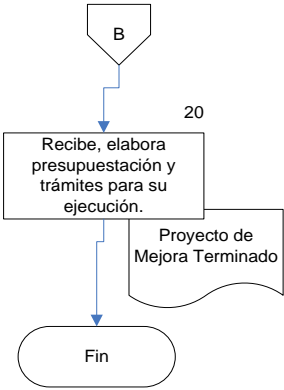 B
20
Recibe, elabora
presupuestación y
trámites para su
ejecución.
Proyecto de
Mejora Terminado
Fin